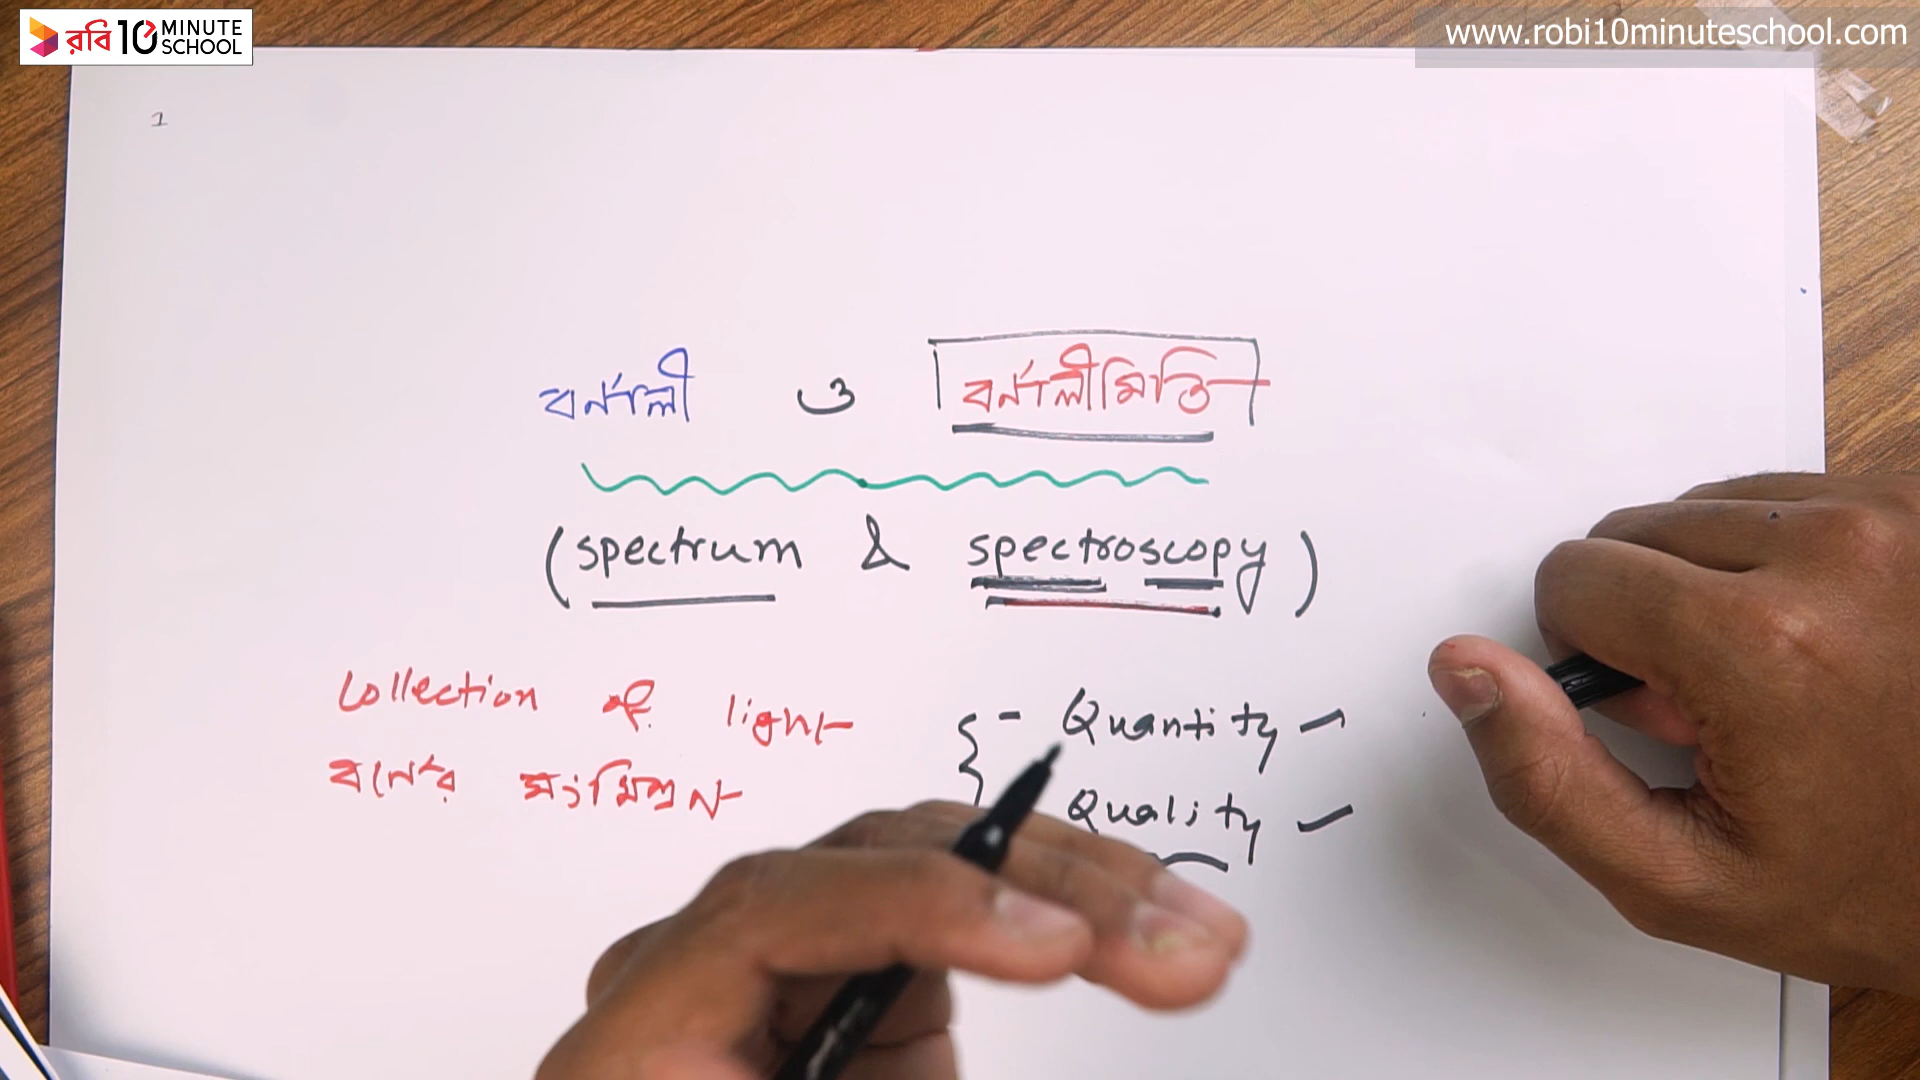 রবি 10 MINUTE SCHOOL
www.robi10minuteschool.com
1
বর্ণালী ও বর্ণালীমিতি
(spectrum & spectroscopy)
Collection of light
বর্ণের সংমিশ্রণ
- Quantity
Quality